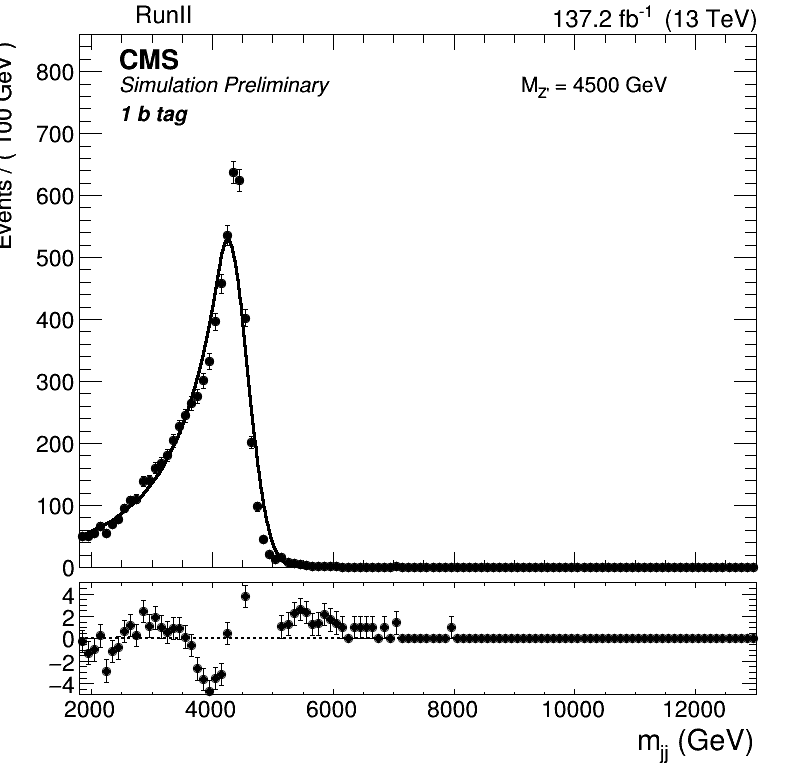 RunII 137.2 fb-1 (13 TeV)
CMS
Simulation Preliminary
MZ' = 4500 GeV
1 b tag
Events / ( 100 GeV )
800
700
600
500
400
300
200
100
0
4
2
0
−2
−4
2000 4000 6000 8000 10000 12000
mjj (GeV)